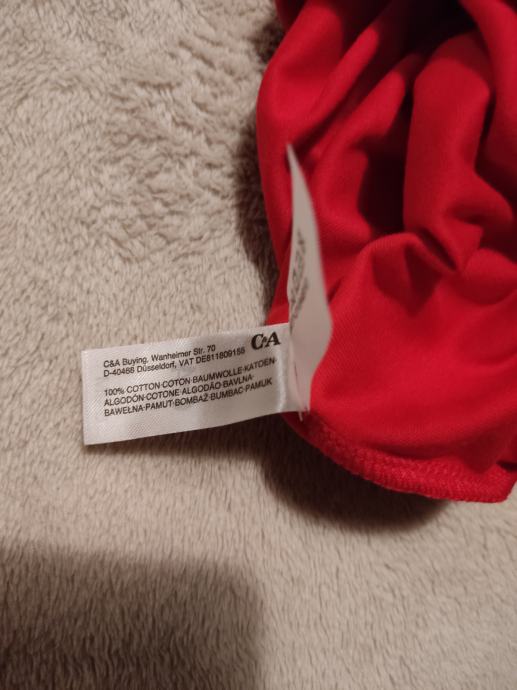 C&A Buying, Wanheimer Str. 70
D-40468 Düsseldorf, VAT DE811809155
C&A
100% COTTON·COTON·BAUMWOLLE·KATOEN·
ALGODÓN·COTONE·ALGODÃO·BAVLNA·
BAWEŁNA·PAMUT·BOMBAŽ·BUMBAC·PAMUK